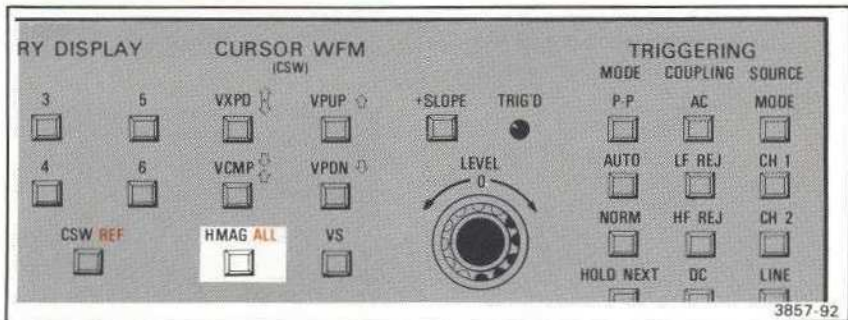 RY DISPLAY CURSOR WFM TRIGGERING
(CSW)
MODE COUPLING SOURCE
3 5 VXPD VPUP +SLOPE TRIG'D P-P AC MODE
4 6 VCMP VPDN LEVEL AUTO LF REJ CH 1
0
CSW REF HMAG ALL VS NORM HF REJ CH 2
HOLD NEXT DC LINE
3857-92